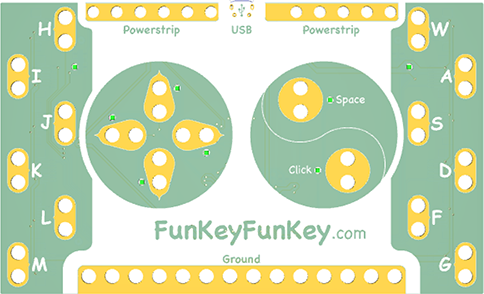 H
Powerstrip
USB
Powerstrip
W
I
A
J
Space
S
K
Click
D
L
FunKeyFunKey.com
F
M
Ground
G